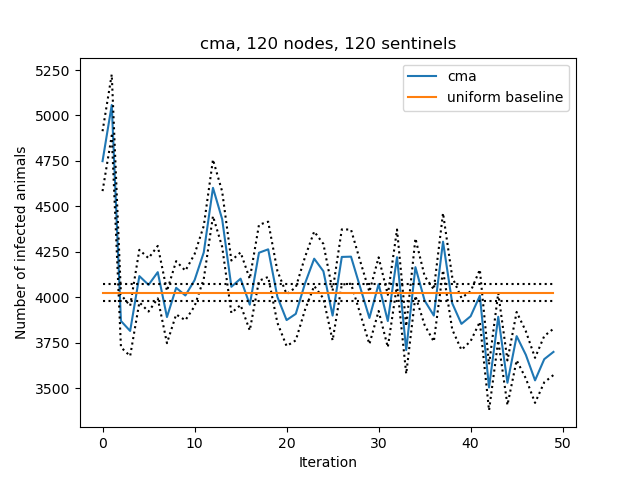 cma, 120 nodes, 120 sentinels
cma
uniform baseline
Number of infected animals
5250
5000
4750
4500
4250
4000
3750
3500
0
10
20
30
40
50
Iteration